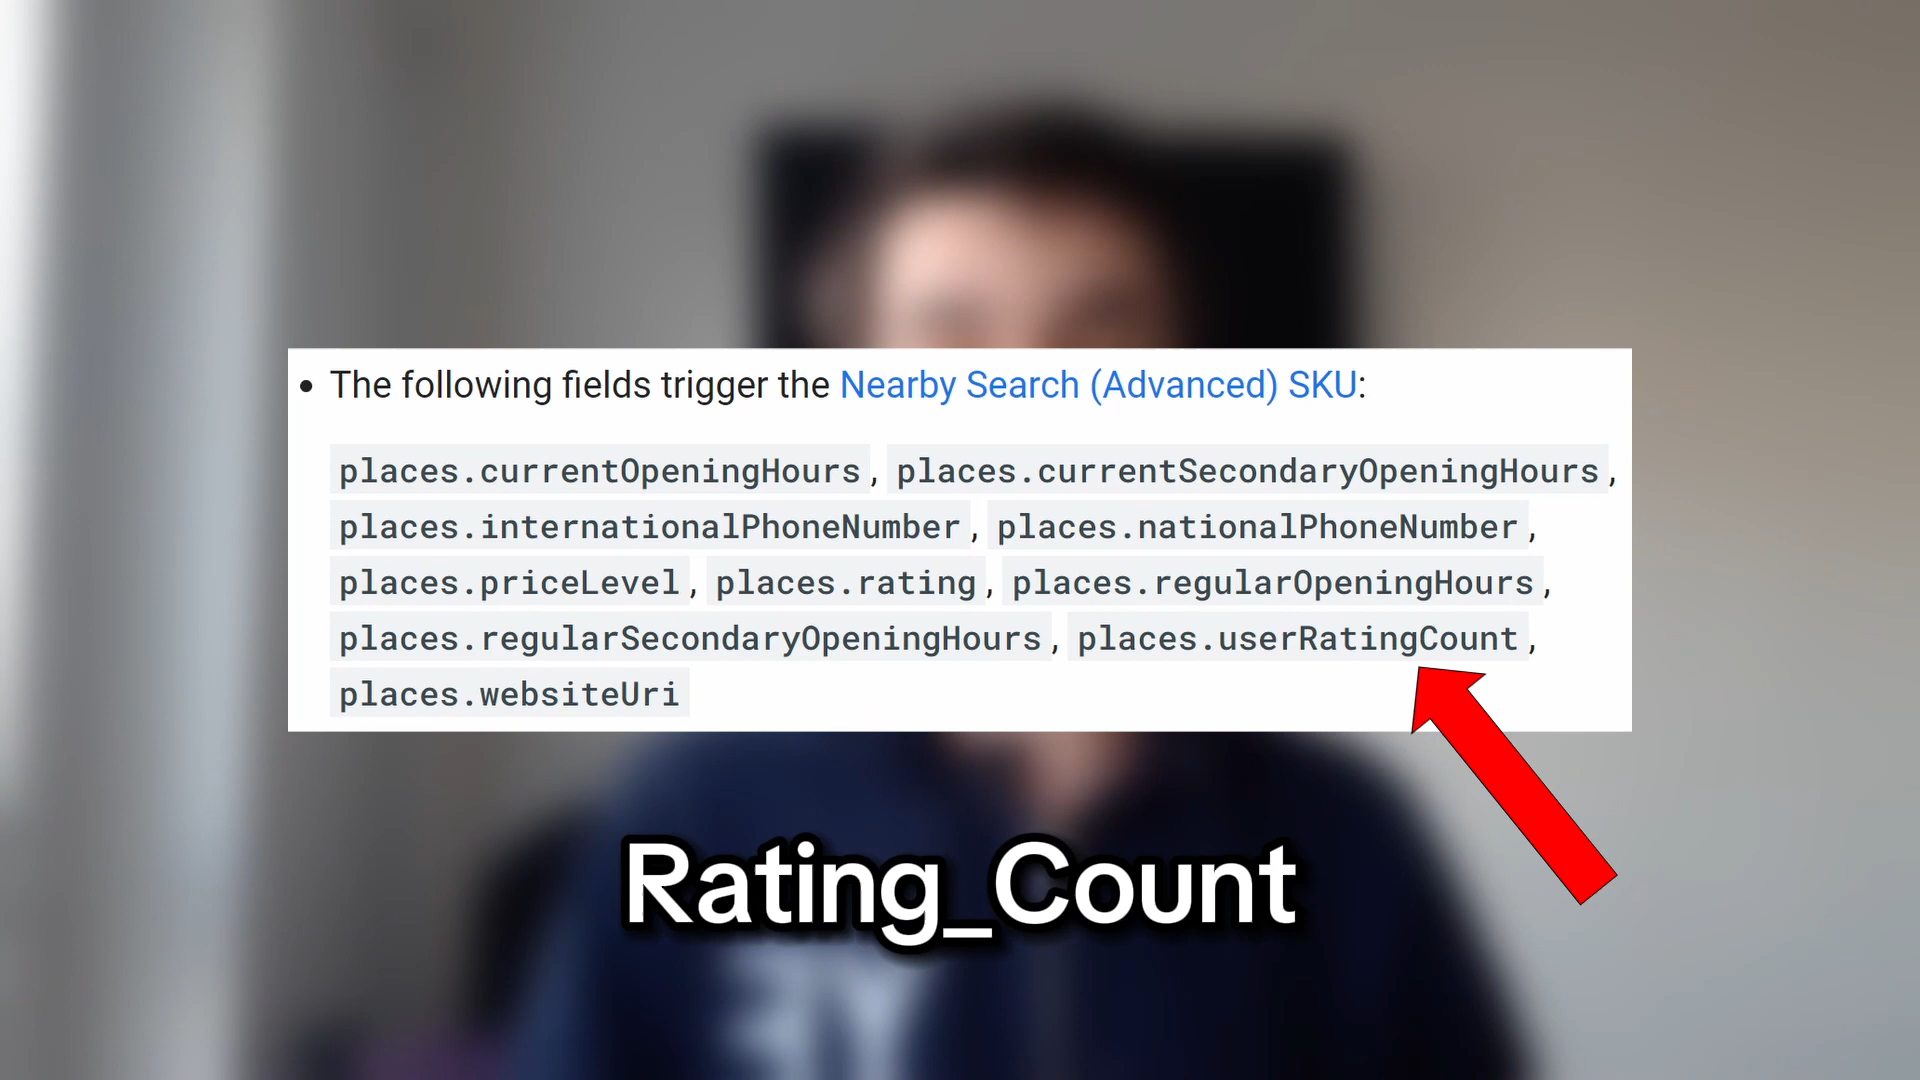 • The following fields trigger the Nearby Search (Advanced) SKU:
places.currentOpeningHours, places.currentSecondaryOpeningHours,
places.internationalPhoneNumber, places.nationalPhoneNumber,
places.priceLevel, places.rating, places.regularOpeningHours,
places.regularSecondaryOpeningHours, places.userRatingCount,
places.websiteUri
Rating_Count